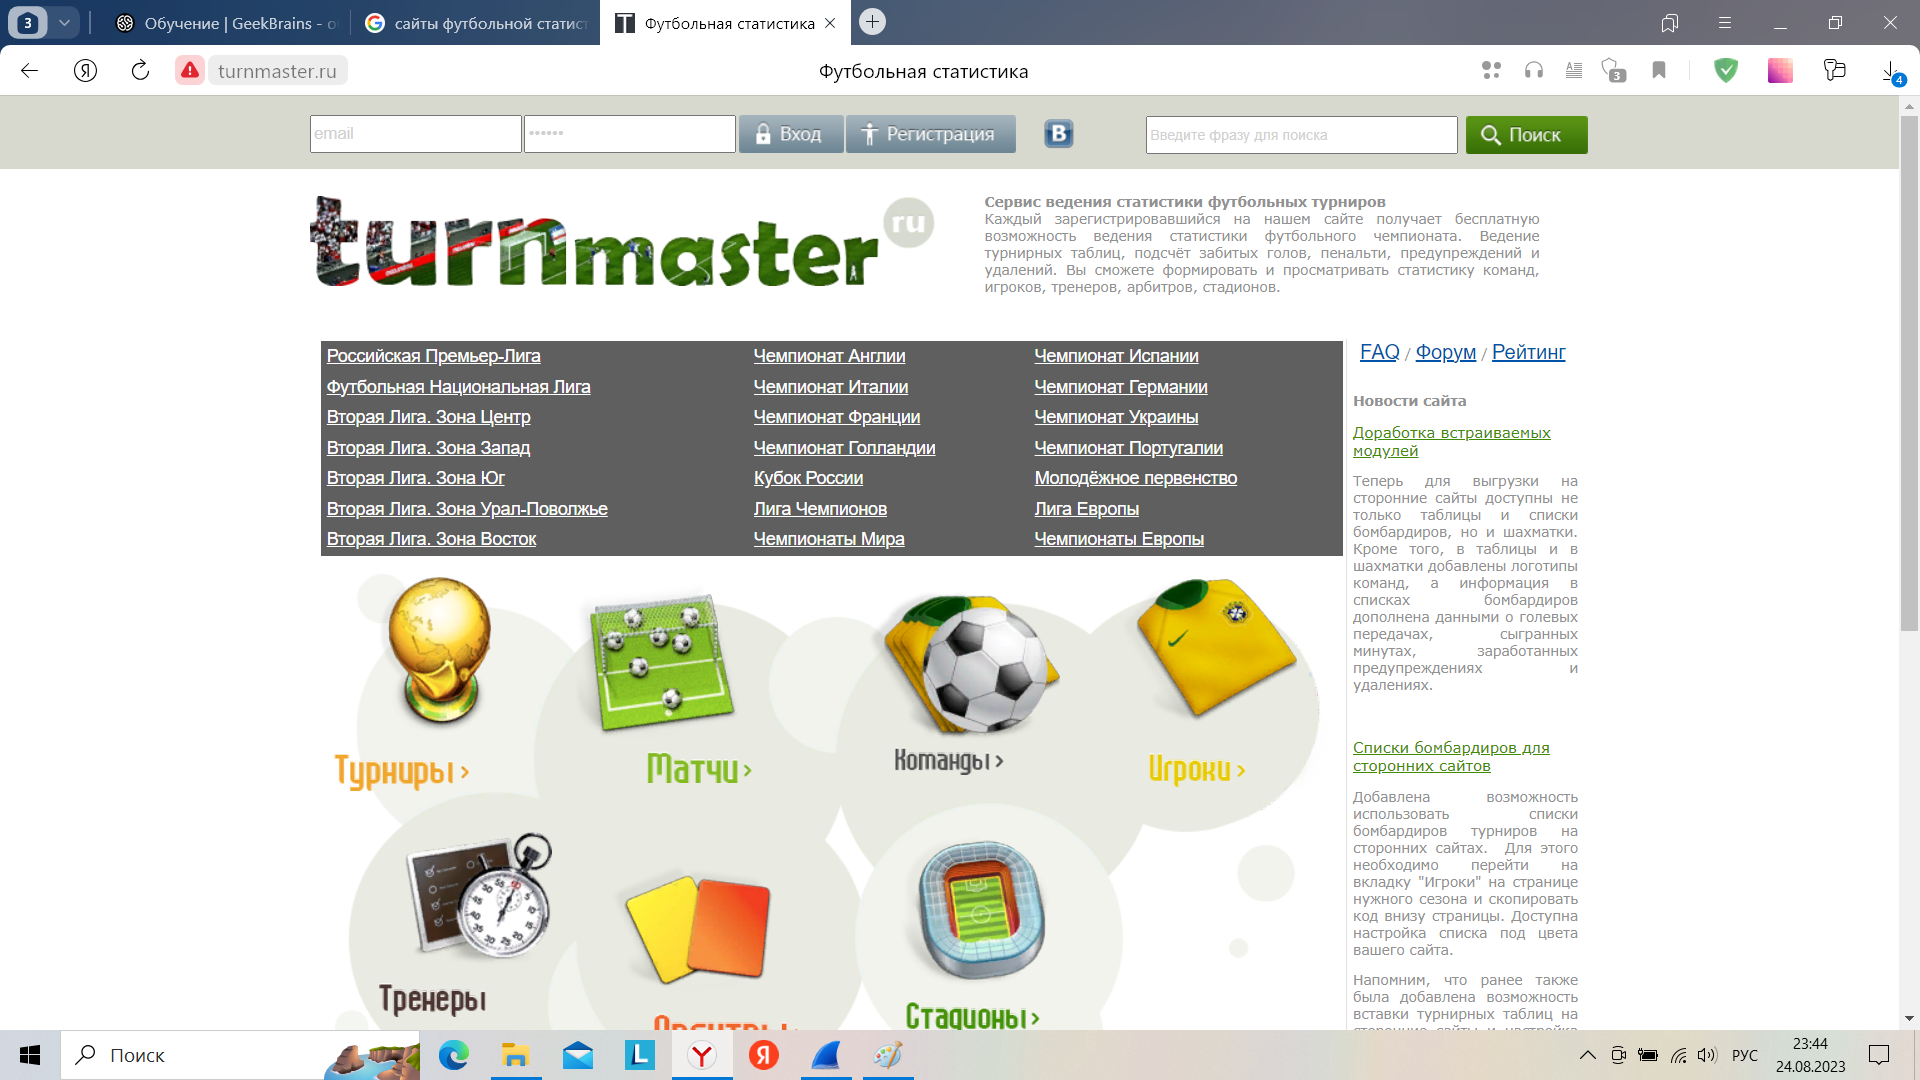 3
Обучение | GeekBrains - о
сайты футбольной статист
Футбольная статистика
turnmaster.ru
Футбольная статистика
3
4
email
Вход
Регистрация
В
Введите фразу для поиска
Поиск
turnmaster
ru
Сервис ведения статистики футбольных турниров
Каждый зарегистрировавшийся на нашем сайте получает бесплатную
возможность ведения статистики футбольного чемпионата. Ведение
турнирных таблиц, подсчёт забитых голов, пенальти, предупреждений и
удалений. Вы сможете формировать и просматривать статистику команд,
игроков, тренеров, арбитров, стадионов.
Российская Премьер-Лига
Чемпионат Англии
Чемпионат Испании
Футбольная Национальная Лига
Чемпионат Италии
Чемпионат Германии
Вторая Лига. Зона Центр
Чемпионат Франции
Чемпионат Украины
Вторая Лига. Зона Запад
Чемпионат Голландии
Чемпионат Португалии
Вторая Лига. Зона Юг
Кубок России
Молодёжное первенство
Вторая Лига. Зона Урал-Поволжье
Лига Чемпионов
Лига Европы
Вторая Лига. Зона Восток
Чемпионаты Мира
Чемпионаты Европы
FAQ / Форум / Рейтинг
Новости сайта
Доработка встраиваемых
модулей
Теперь для выгрузки на
сторонние сайты доступны не
только таблицы и списки
бомбардиров, но и шахматки.
Кроме того, в таблицы и в
шахматки добавлены логотипы
команд, а информация в
списках бомбардиров
дополнена данными о голевых
передачах, сыгранных
минутах, заработанных
предупреждениях и
удалениях.
Списки бомбардиров для
сторонних сайтов
Добавлена возможность
использовать списки
бомбардиров турниров на
сторонних сайтах. Для этого
необходимо перейти на
вкладку "Игроки" на странице
нужного сезона и скопировать
код внизу страницы. Доступна
настройка списка под цвета
вашего сайта.
Напомним, что ранее также
была добавлена возможность
вставки турнирных таблиц на
сторонние сайты и настройка
Турниры ›
Матчи ›
Команды ›
Игроки ›
Тренеры
Арбитры ›
Стадионы ›
Поиск
РУС
23:44
24.08.2023